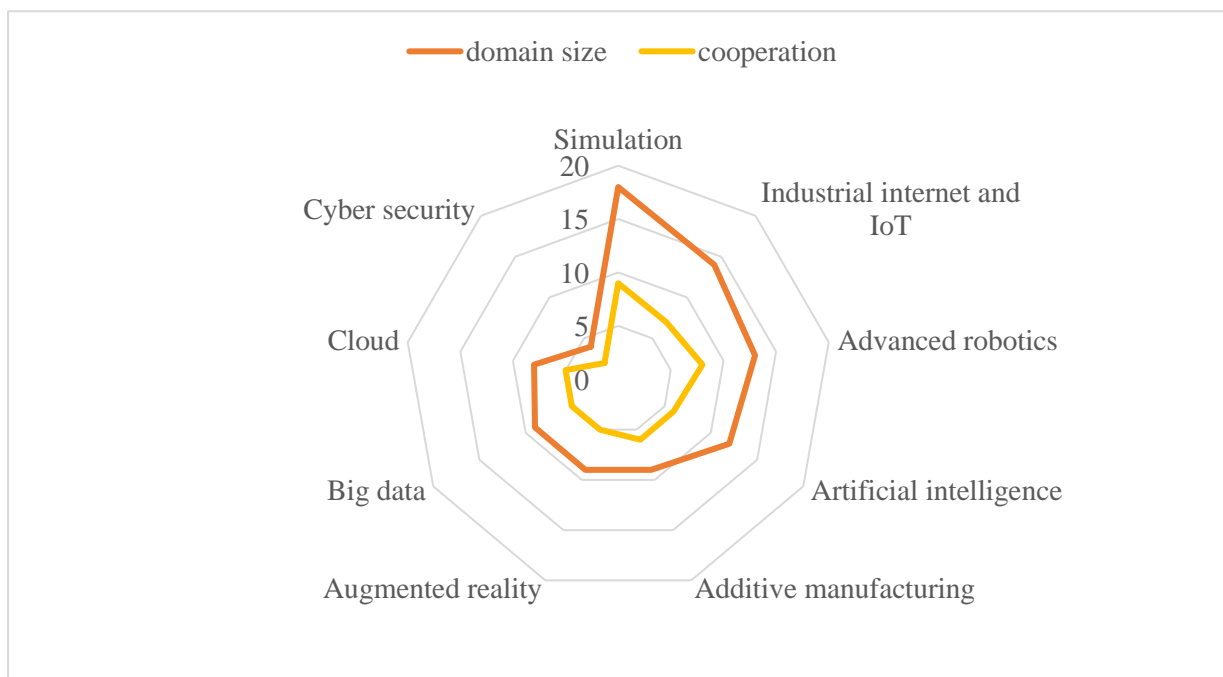 domain size
cooperation
Simulation
20
Industrial internet and
IoT
Cyber security
15
10
5
Cloud
Advanced robotics
0
Big data
Artificial intelligence
Augmented reality
Additive manufacturing